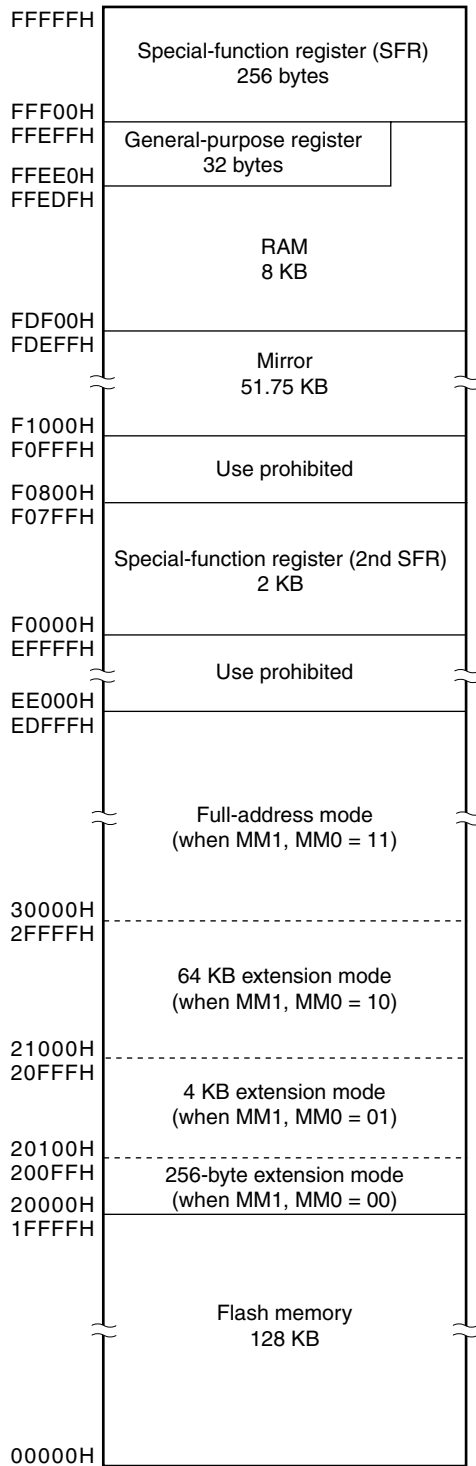 FFFFFH
Special-function register (SFR)
256 bytes
FFF00H
FFEFFH
General-purpose register
32 bytes
FFEE0H
FFEDFH
RAM
8 KB
FDF00H
FDEFFH
Mirror
51.75 KB
F1000H
F0FFFH
Use prohibited
F0800H
F07FFH
Special-function register (2nd SFR)
2 KB
F0000H
EFFFFH
Use prohibited
EE000H
EDFFFH
Full-address mode
(when MM1, MM0 = 11)
30000H
2FFFFH
64 KB extension mode
(when MM1, MM0 = 10)
21000H
20FFFH
4 KB extension mode
(when MM1, MM0 = 01)
20100H
200FFH
256-byte extension mode
(when MM1, MM0 = 00)
20000H
1FFFFH
Flash memory
128 KB
00000H